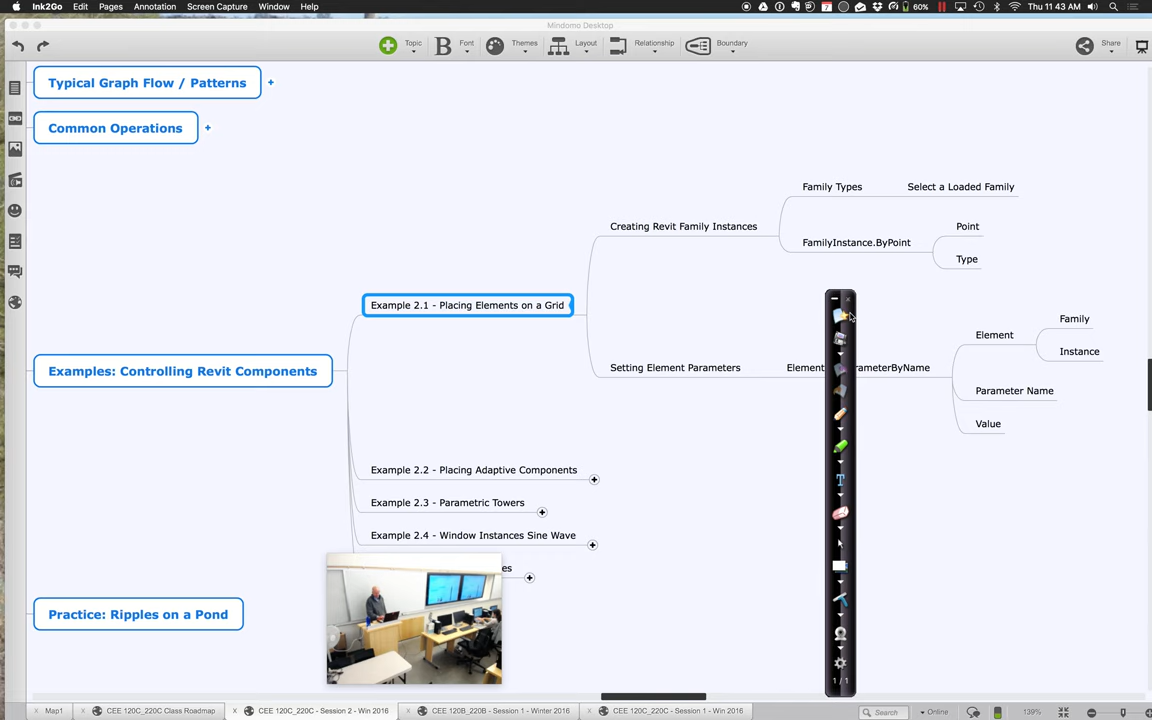 Ink2Go Edit Pages Annotation Screen Capture Window Help 7 60% Thu 11 43 AM
Mindomo Desktop
Topic B Font Themes Layout Relationship Boundary Share
Typical Graph Flow / Patterns +
Common Operations +
Family Types Select a Loaded Family
Creating Revit Family Instances
FamilyInstance.ByPoint
Point
Type
Example 2.1 - Placing Elements on a Grid
Element
Family
Instance
Examples: Controlling Revit Components
Setting Element Parameters Element rameterByName
Parameter Name
Value
Example 2.2 - Placing Adaptive Components
T
Example 2.3 - Parametric Towers
Example 2.4 - Window Instances Sine Wave
es
Practice: Ripples on a Pond
1 / 1
Map1 CEE 120C_220C Class Roadmap CEE 120C_220C - Session 2 - Win 2016 CEE 120B_220B - Session 1 - Winter 2016 CEE 120C_220C - Session 1 - Win 2016 Search Online 139%